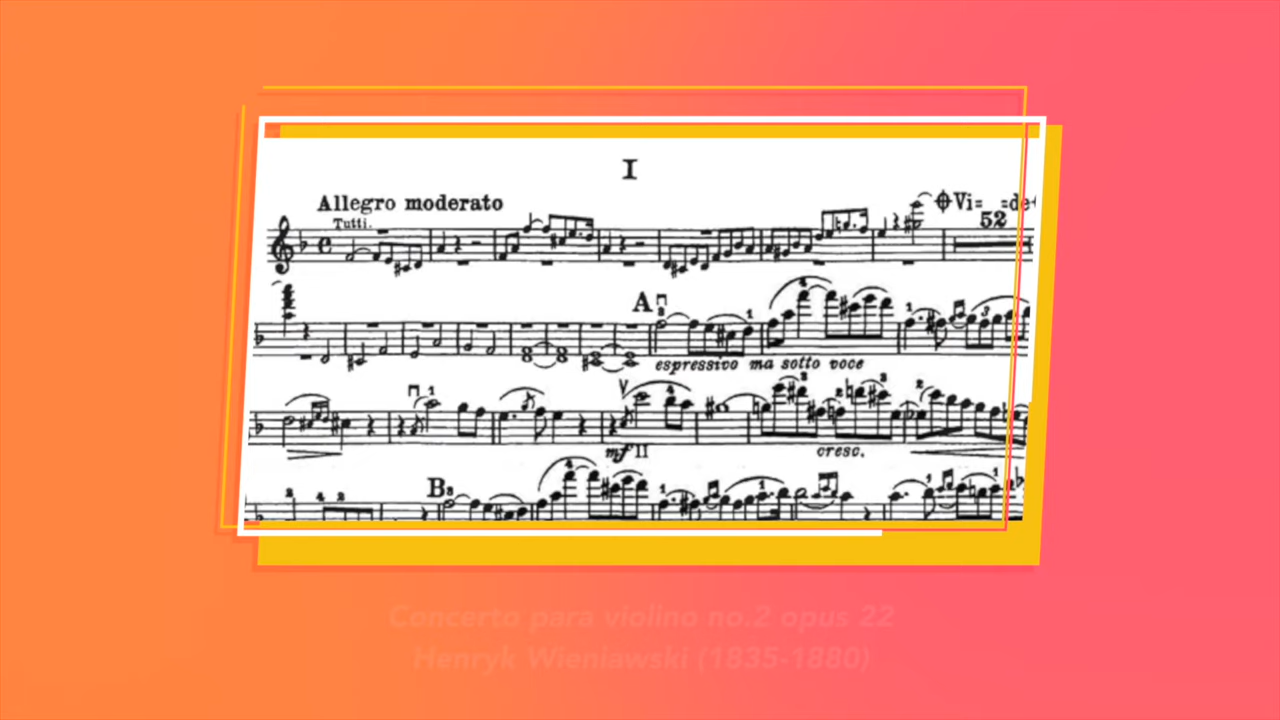 I
Allegro moderato
Tutti.
Vi= =de
52
A
espressivo ma sotto voce
mf II
cresc.
B
Concerto para violino no.2 opus 22
Henryk Wieniawski (1835-1880)